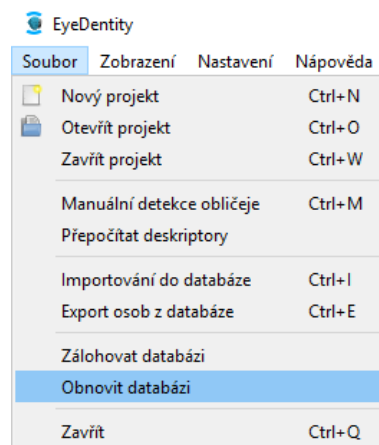 EyeDentity
Soubor Zobrazení Nastavení Nápověda
Nový projekt Ctrl+N
Otevřít projekt Ctrl+O
Zavřít projekt Ctrl+W
Manuální detekce obličeje Ctrl+M
Přepočítat deskriptory
Importování do databáze Ctrl+I
Export osob z databáze Ctrl+E
Zálohovat databázi
Obnovit databázi
Zavřít Ctrl+Q